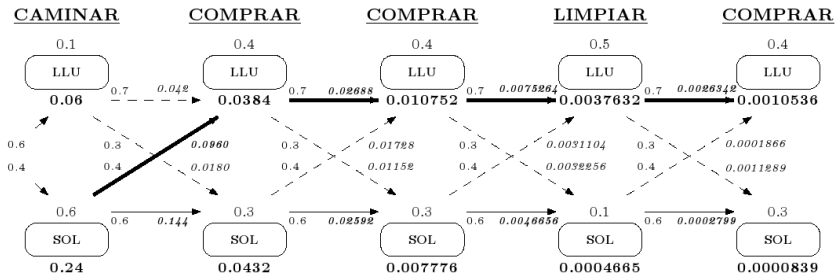 CAMINAR COMPRAR COMPRAR LIMPIAR COMPRAR
0.1 0.4 0.4 0.5 0.4
LLU LLU LLU LLU LLU
0.7 0.042 0.7 0.02688 0.7 0.0075264 0.7 0.0026342
0.06 0.0384 0.010752 0.0037632 0.0010536
0.6 0.3 0.0960 0.3 0.01728 0.3 0.0031104 0.3 0.0001866
0.4 0.4 0.0180 0.4 0.01152 0.4 0.0032256 0.4 0.0011289
0.6 0.3 0.3 0.1 0.3
0.6 0.144 0.6 0.02592 0.6 0.0046656 0.6 0.0002799
SOL SOL SOL SOL SOL
0.24 0.0432 0.007776 0.0004665 0.0000839